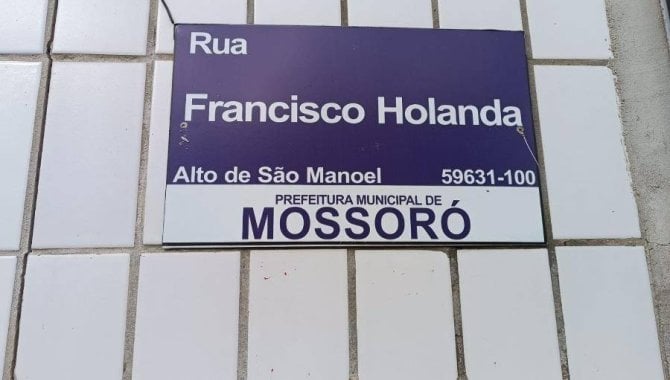 Rua
Francisco Holanda
Alto de São Manoel 59631-100
PREFEITURA MUNICIPAL DE
MOSSORÓ